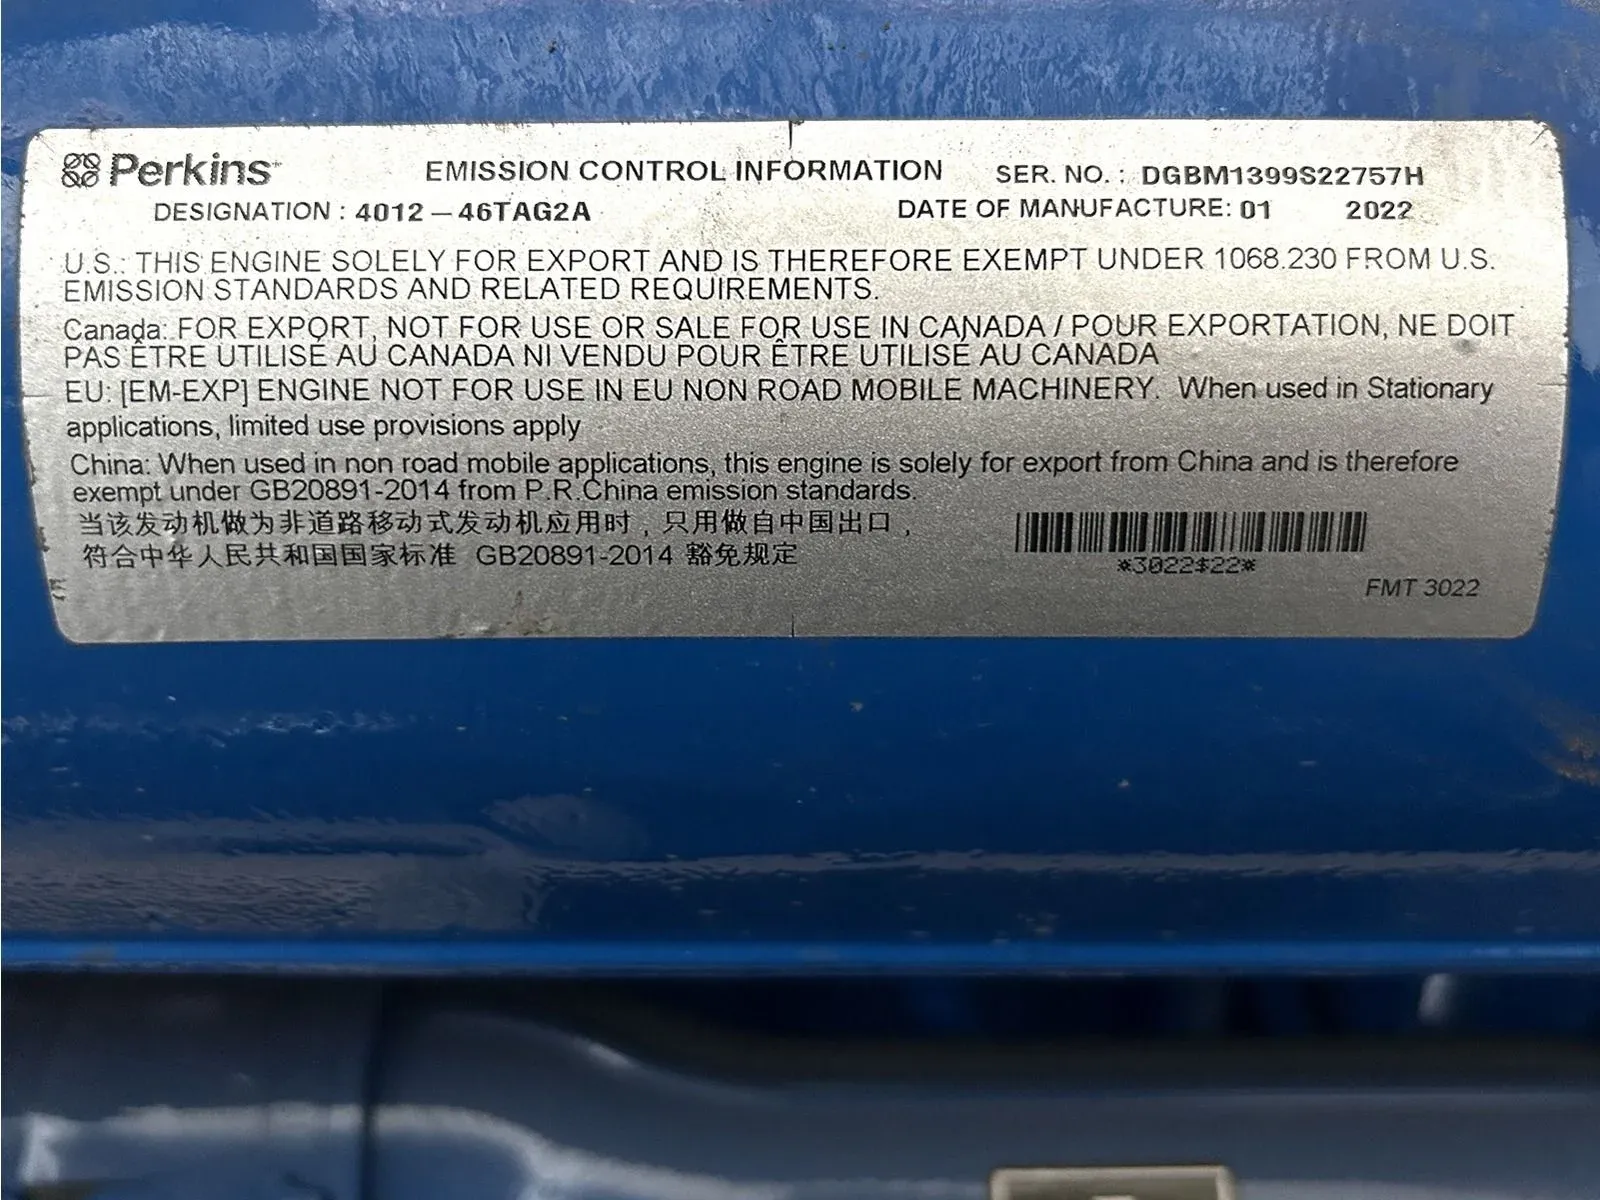 Perkins EMISSION CONTROL INFORMATION SER. NO. : DGBM1399S22757H
DESIGNATION : 4012 – 46TAG2A DATE OF MANUFACTURE: 01 2022
U.S.: THIS ENGINE SOLELY FOR EXPORT AND IS THEREFORE EXEMPT UNDER 1068.230 FROM U.S.
EMISSION STANDARDS AND RELATED REQUIREMENTS.
Canada: FOR EXPORT, NOT FOR USE OR SALE FOR USE IN CANADA / POUR EXPORTATION, NE DOIT
PAS ÊTRE UTILISÉ AU CANADA NI VENDU POUR ÊTRE UTILISÉ AU CANADA
EU: [EM-EXP] ENGINE NOT FOR USE IN EU NON ROAD MOBILE MACHINERY. When used in Stationary
applications, limited use provisions apply
China: When used in non road mobile applications, this engine is solely for export from China and is therefore
exempt under GB20891-2014 from P.R.China emission standards.
当该发动机做为非道路移动式发动机应用时，只用做自中国出口，
符合中华人民共和国国家标准 GB20891-2014 豁免规定
*3022$22*
FMT 3022